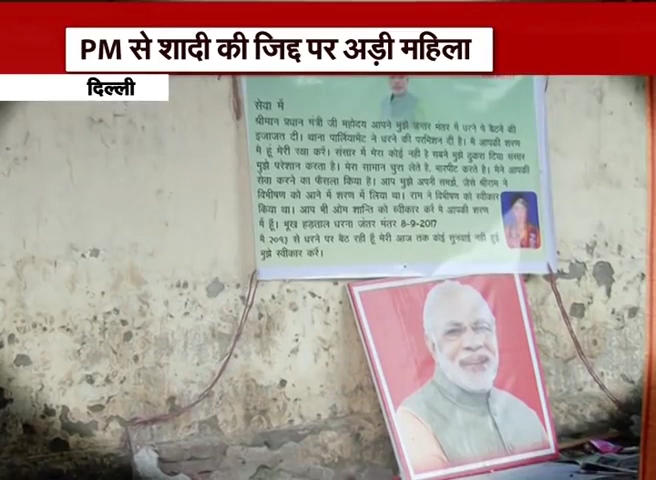 PM से शादी की जिद्द पर अड़ी महिला
दिल्ली
सेवा में
श्रीमान प्रधान मंत्री जी महोदय आपने मुझे जन्तर मंतर में धरने पे बैठने की
इजाजत दी। थाना पार्लियामेंट ने धरने की परमिशन दी है। मै आपकी शरण
मे हूं मेरी रक्षा करें। संसार में मेरा कोई नही है सबने मुझे ठुकरा दिया संसार
मुझे परेशान करता है। मेरा सामान चुरा लेते है, मारपीट करते है। मैने आपकी
सेवा करने का फैसला किया है। आप मुझे अपनी समझे, जैसे श्रीराम ने
विभीषण को आने में शरण में लिया था। राम ने विभीषण को स्वीकार
किया था। आप भी ओम शान्ति को स्वीकार करें मै आपकी शरण
में हूँ। भूख हड़ताल धरना जंतर मंतर 8-9-2017
मै २०१७ से धरने पर बैठ रही हूँ मेरी आज तक कोई सुनवाई नही हुई
मुझे स्वीकार करें।